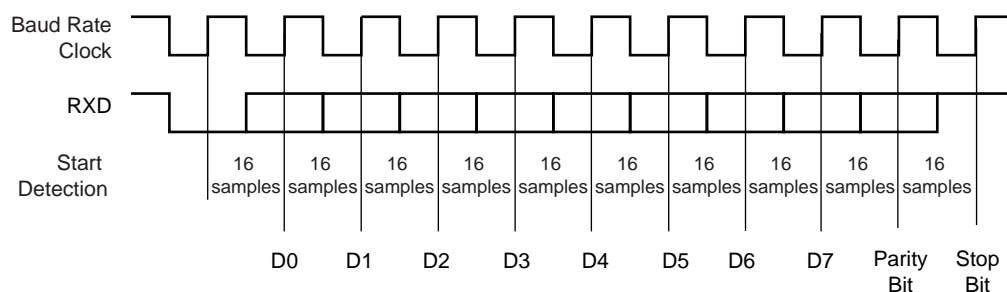 Baud Rate
Clock
RXD
Start
Detection
16 16 16 16 16 16 16 16 16 16
samples samples samples samples samples samples samples samples samples samples
D0 D1 D2 D3 D4 D5 D6 D7 Parity Stop
Bit Bit